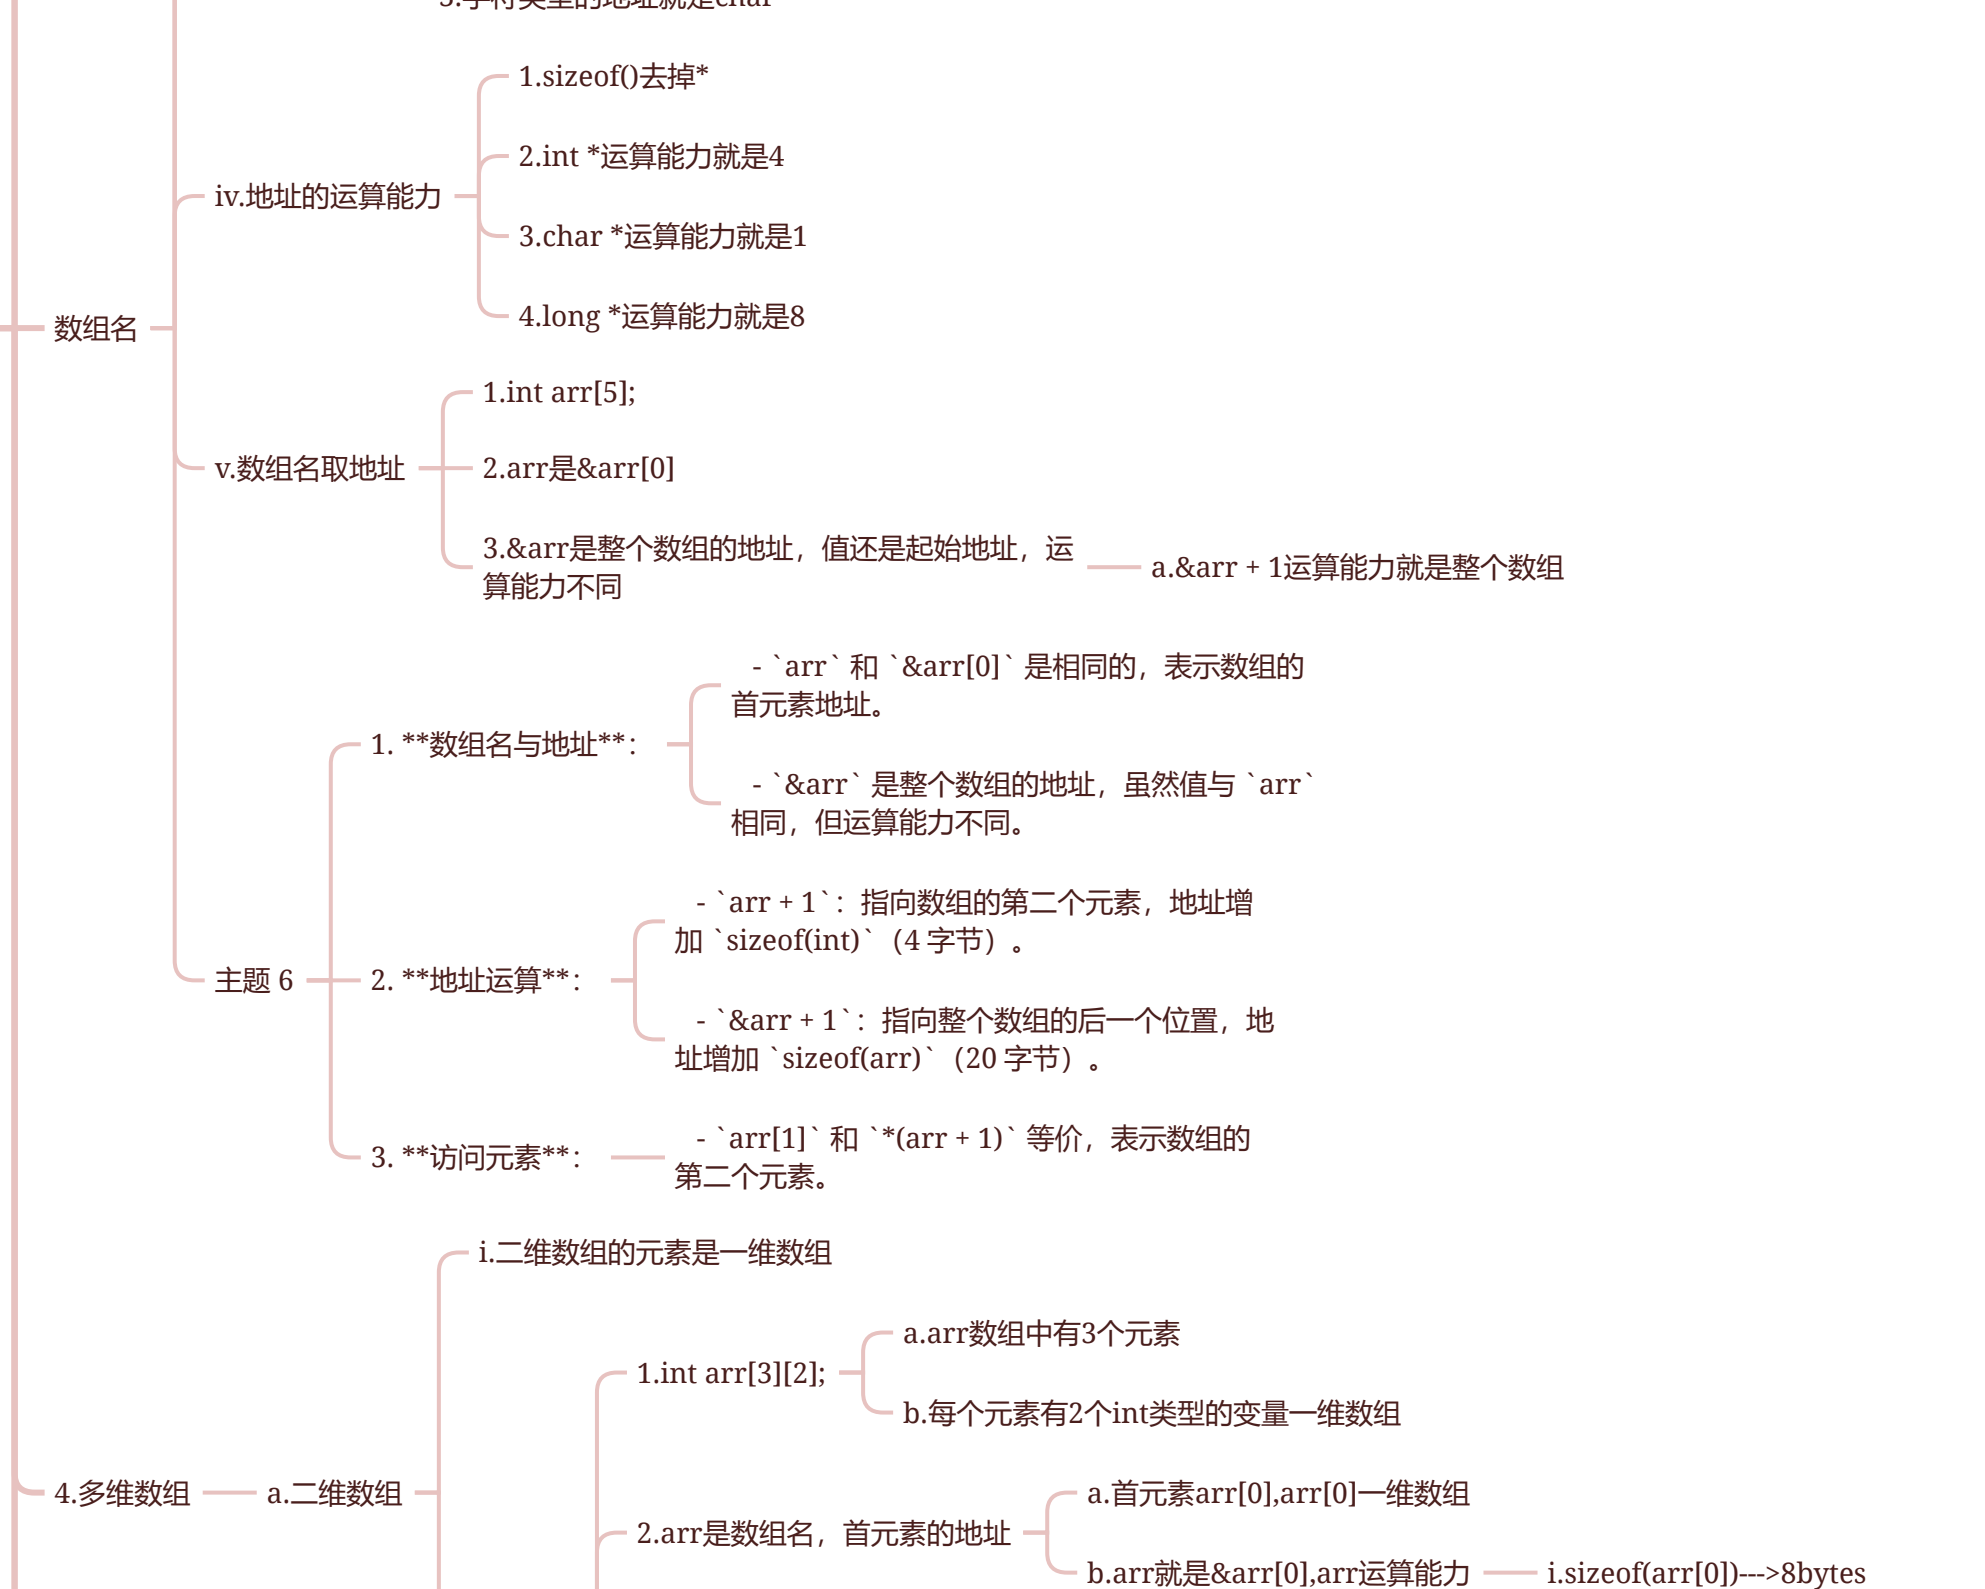 3.字符类型的地址就是char
1.sizeof()去掉*
2.int *运算能力就是4
iv.地址的运算能力
3.char *运算能力就是1
4.long *运算能力就是8
数组名
1.int arr[5];
v.数组名取地址
2.arr是&arr[0]
3.&arr是整个数组的地址，值还是起始地址，运
算能力不同
a.&arr + 1运算能力就是整个数组
- `arr` 和 `&arr[0]` 是相同的，表示数组的
首元素地址。
1. **数组名与地址**：
- `&arr` 是整个数组的地址，虽然值与 `arr`
相同，但运算能力不同。
- `arr + 1`：指向数组的第二个元素，地址增
加 `sizeof(int)`（4 字节）。
主题 6
2. **地址运算**：
- `&arr + 1`：指向整个数组的后一个位置，地
址增加 `sizeof(arr)`（20 字节）。
3. **访问元素**：
- `arr[1]` 和 `*(arr + 1)` 等价，表示数组的
第二个元素。
i.二维数组的元素是一维数组
a.arr数组中有3个元素
1.int arr[3][2];
b.每个元素有2个int类型的变量一维数组
4.多维数组
a.二维数组
a.首元素arr[0],arr[0]一维数组
2.arr是数组名，首元素的地址
b.arr就是&arr[0],arr运算能力
i.sizeof(arr[0])--->8bytes